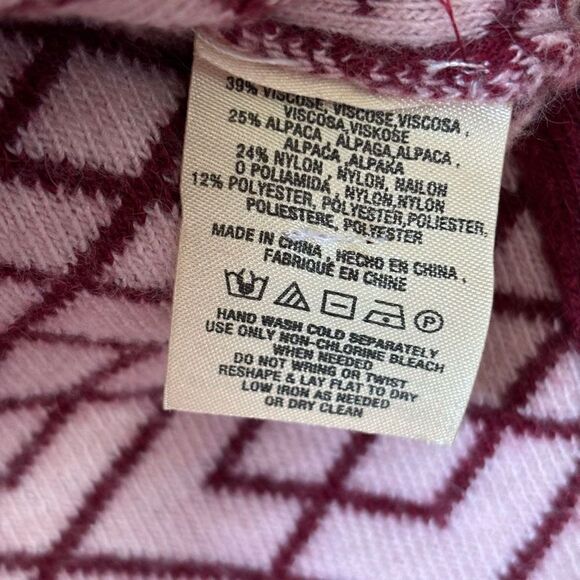 39% VISCOSE, VISCOSE, VISCOSA,
VISCOSA, VISKOSE
25% ALPACA, ALPAGA, ALPACA,
ALPACA, ALPAKA
24% NYLON, NYLON, NAILON
O POLIAMIDA, NYLON, NYLON
12% POLYESTER, POLYESTER, POLIESTER,
POLIESTERE, POLYESTER
MADE IN CHINA, HECHO EN CHINA,
FABRIQUÉ EN CHINE
P
HAND WASH COLD SEPARATELY
USE ONLY NON-CHLORINE BLEACH
WHEN NEEDED
DO NOT WRING OR TWIST
RESHAPE & LAY FLAT TO DRY
LOW IRON AS NEEDED
OR DRY CLEAN